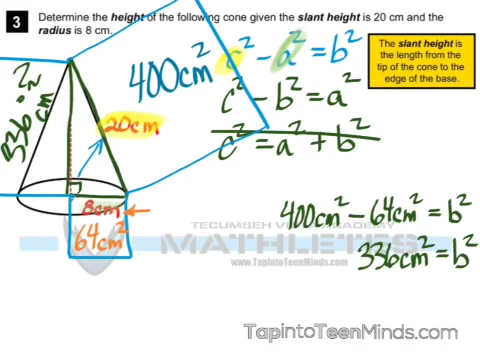 3
Determine the height of the following cone given the slant height is 20 cm and the
radius is 8 cm.
The slant height is
the length from the
tip of the cone to the
edge of the base.
400cm²
c² - a² = b²
c² - b² = a²
c² = a² + b²
336cm²
20cm
8cm
64cm²
400cm² - 64cm² = b²
336cm² = b²
TECUMSEH VISTA ACADEMY
MATHLETES
www.TapIntoTeenMinds.com
TapintoTeenMinds.com